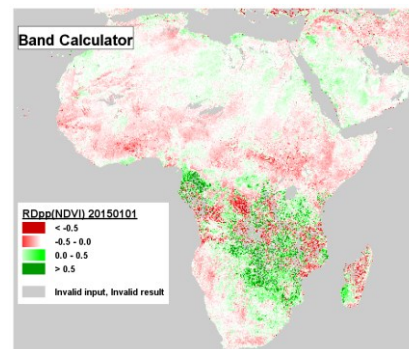 Band Calculator
RDpp(NDVI) 20150101
< -0.5
-0.5 - 0.0
0.0 - 0.5
> 0.5
Invalid input, Invalid result